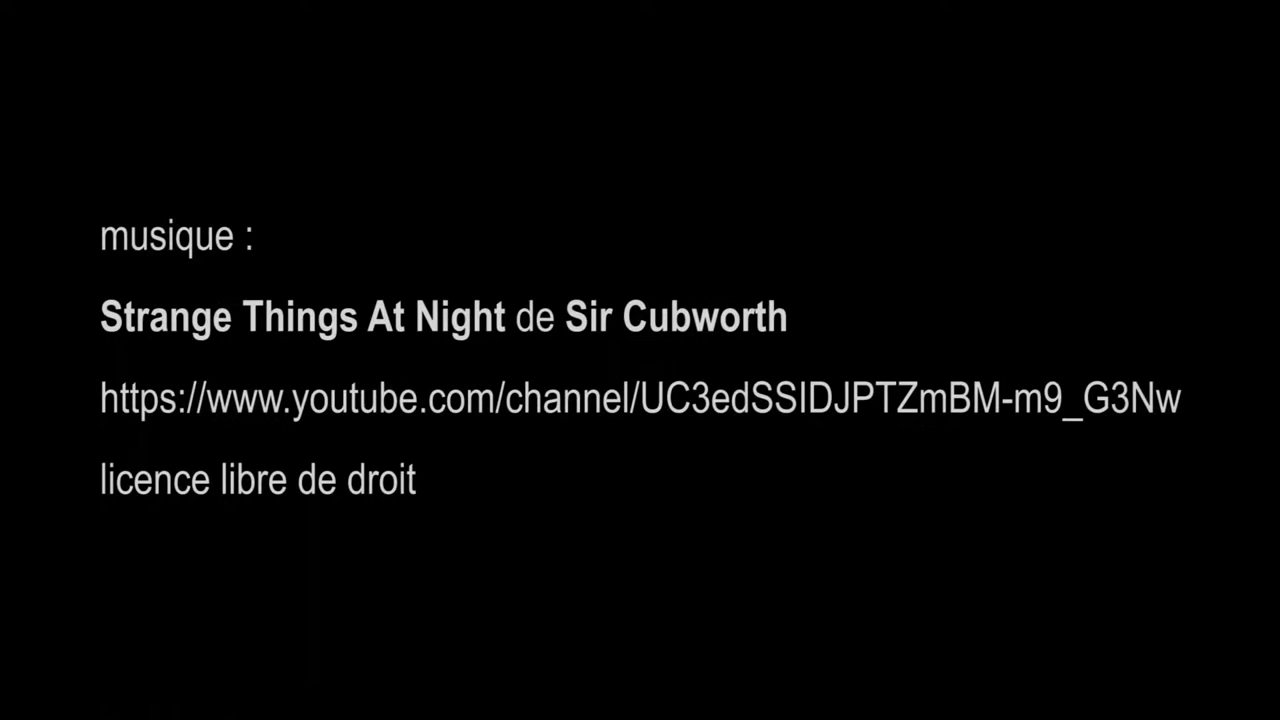 musique :
Strange Things At Night de Sir Cubworth
https://www.youtube.com/channel/UC3edSSIDJPTZmBM-m9_G3Nw
licence libre de droit